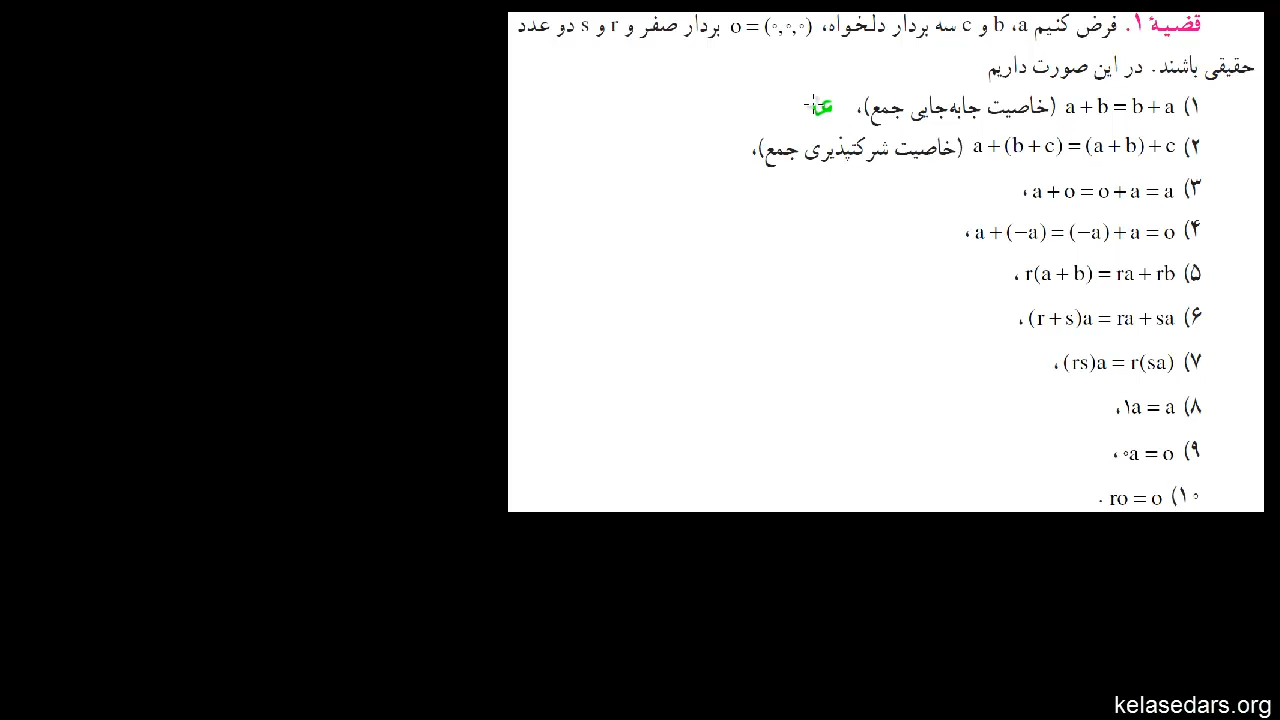 قضیهٔ ۱. فرض کنیم a، b و c سه بردار دلخواه، o = (۰,۰,۰) بردار صفر و r و s دو عدد
حقیقی باشند. در این صورت داریم
۱) a + b = b + a (خاصیت جابه‌جایی جمع)،
۲) a + (b + c) = (a + b) + c (خاصیت شرکتپذیری جمع)،
۳) a + o = o + a = a،
۴) a + (−a) = (−a) + a = o،
۵) r(a + b) = ra + rb،
۶) (r + s)a = ra + sa،
۷) (rs)a = r(sa)،
۸) ۱a = a،
۹) ۰a = o،
۱۰) ro = o.
kelasedars.org